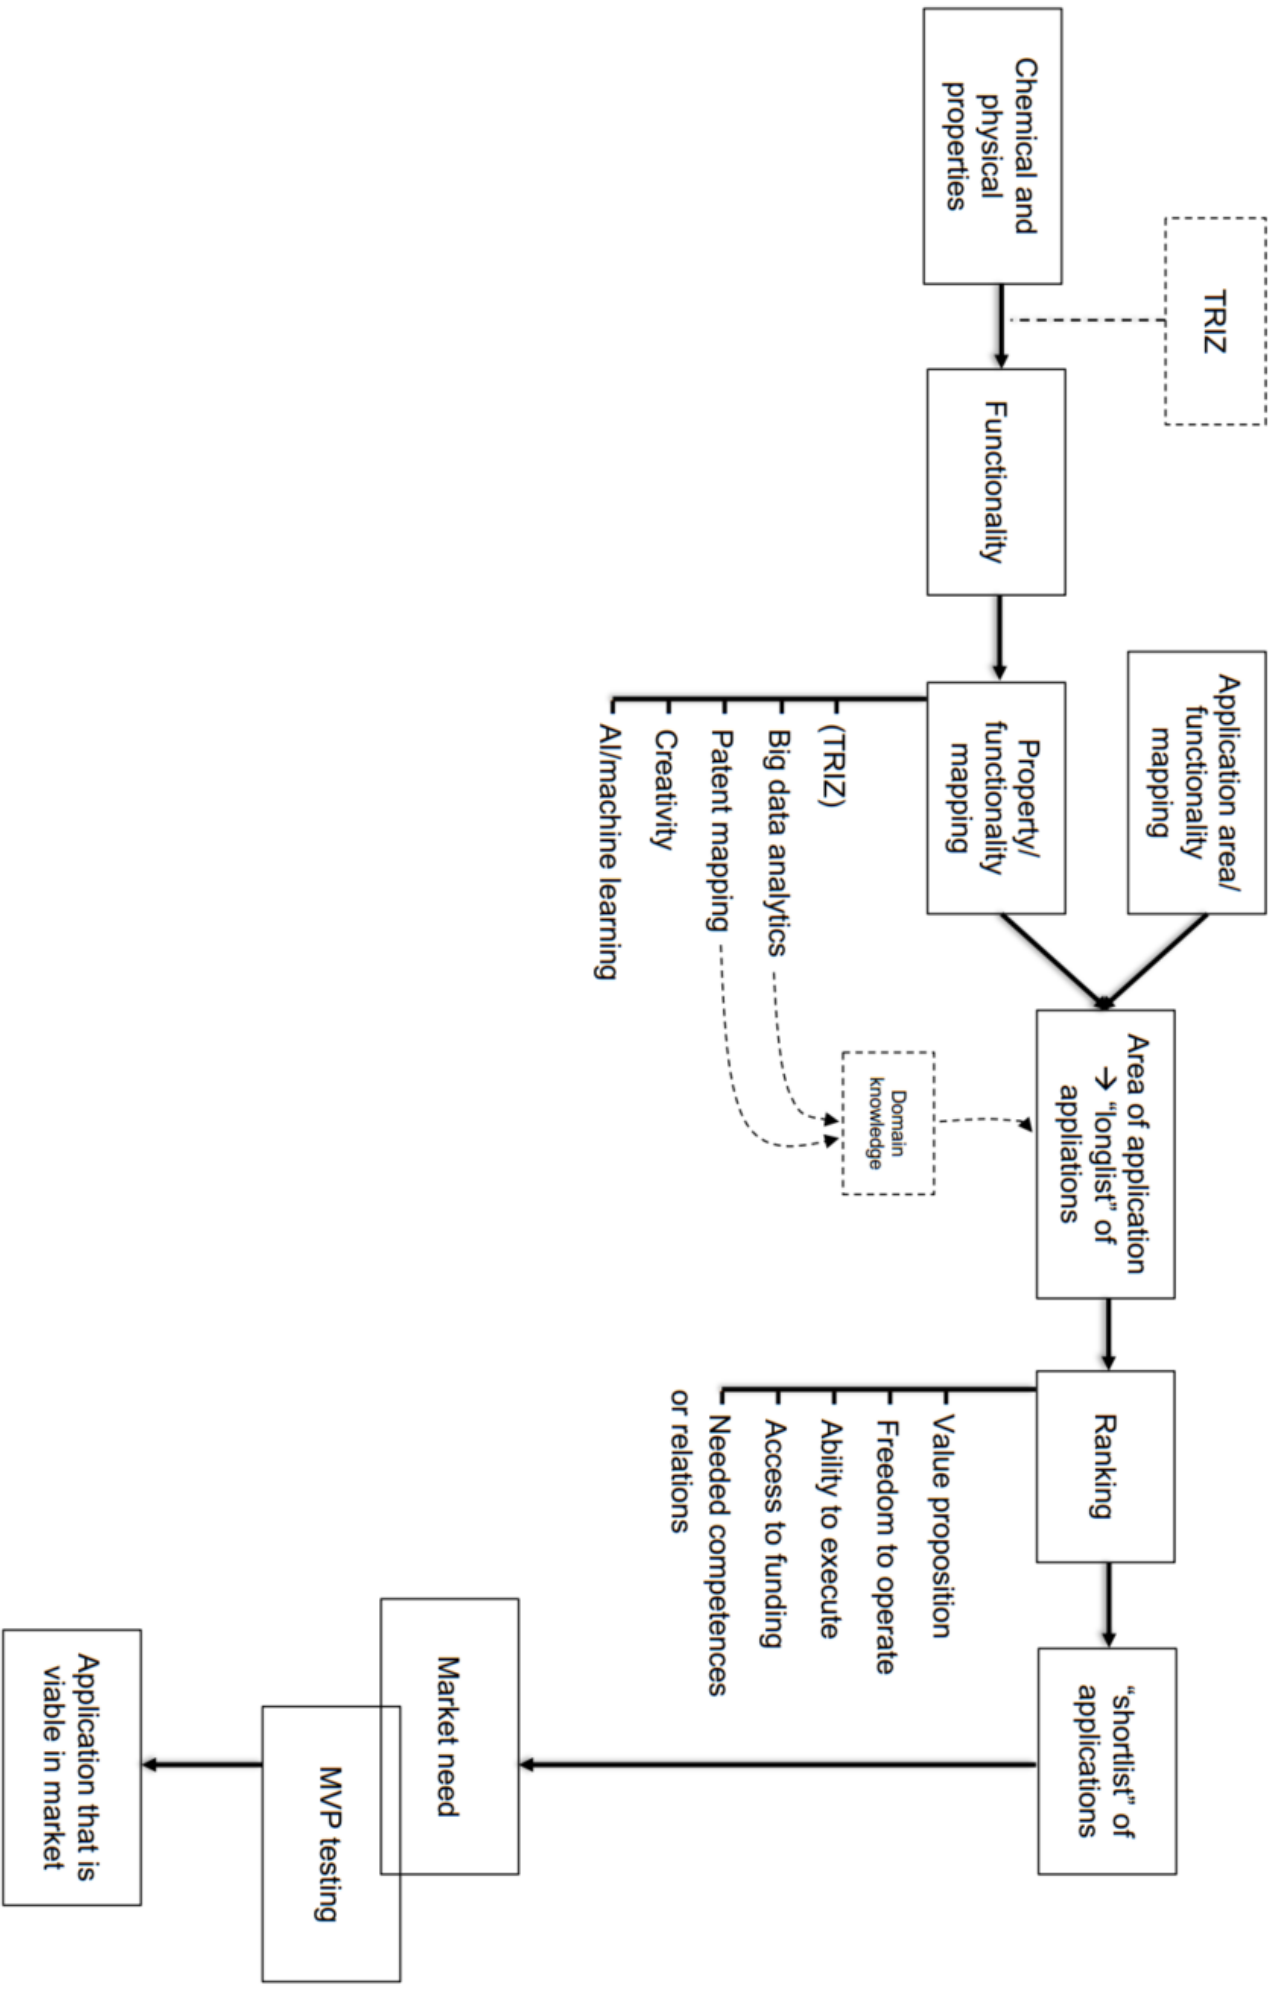 TRIZ
Chemical and
physical
properties
Functionality
Application area/
functionality
mapping
Property/
functionality
mapping
(TRIZ)
Big data analytics
Patent mapping
Creativity
AI/machine learning
Domain
knowledge
Area of application
→ “longlist” of
appliations
Ranking
Value proposition
Freedom to operate
Ability to execute
Access to funding
Needed competences
or relations
“shortlist” of
applications
Market need
MVP testing
Application that is
viable in market